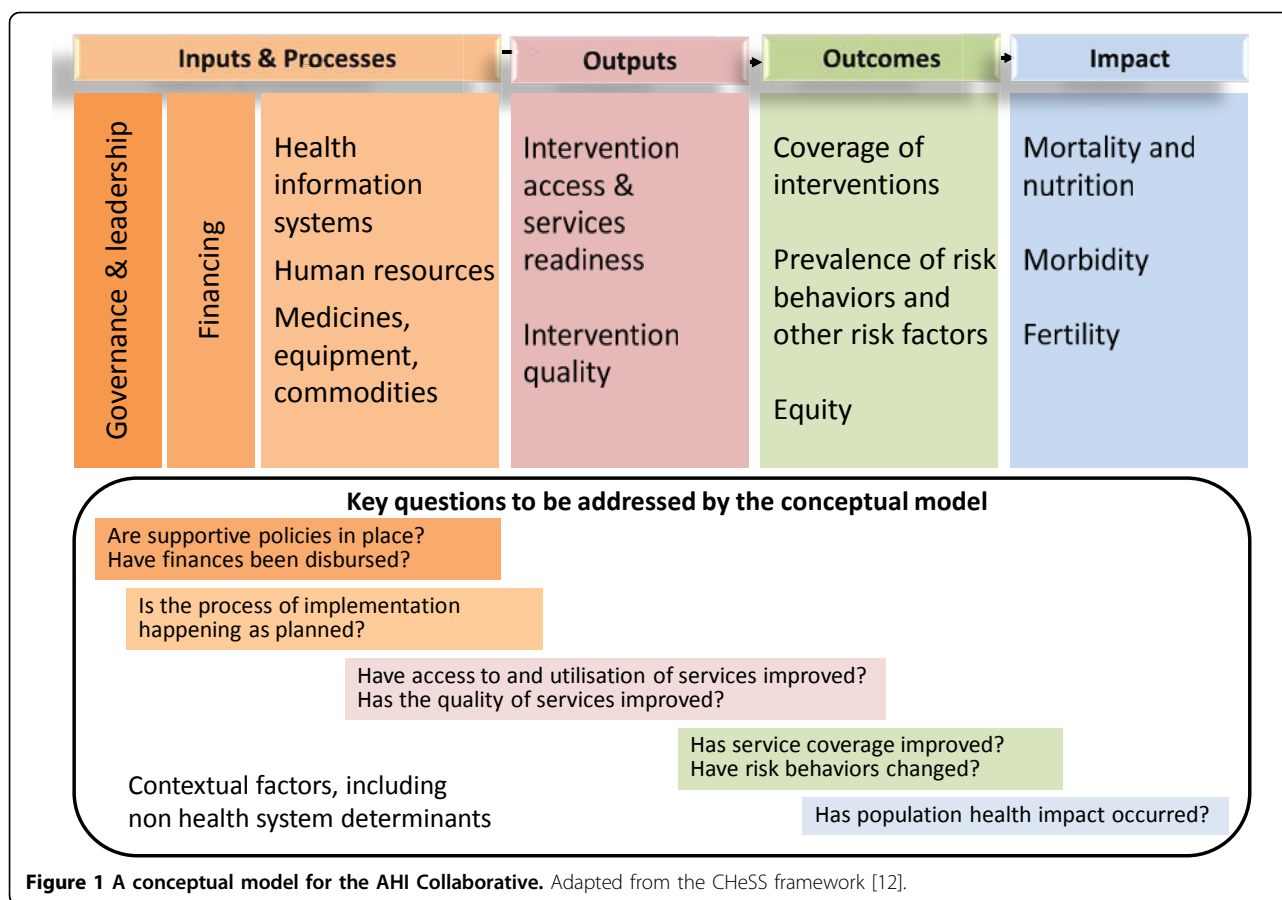 Inputs & Processes
Outputs
Outcomes
Impact
Governance & leadership
Financing
Health
information
systems
Human resources
Medicines,
equipment,
commodities
Intervention
access &
services
readiness
Intervention
quality
Coverage of
interventions
Prevalence of risk
behaviors and
other risk factors
Equity
Mortality and
nutrition
Morbidity
Fertility
Key questions to be addressed by the conceptual model
Are supportive policies in place?
Have finances been disbursed?
Is the process of implementation
happening as planned?
Have access to and utilisation of services improved?
Has the quality of services improved?
Has service coverage improved?
Have risk behaviors changed?
Contextual factors, including
non health system determinants
Has population health impact occurred?
Figure 1 A conceptual model for the AHI Collaborative. Adapted from the CHeSS framework [12].